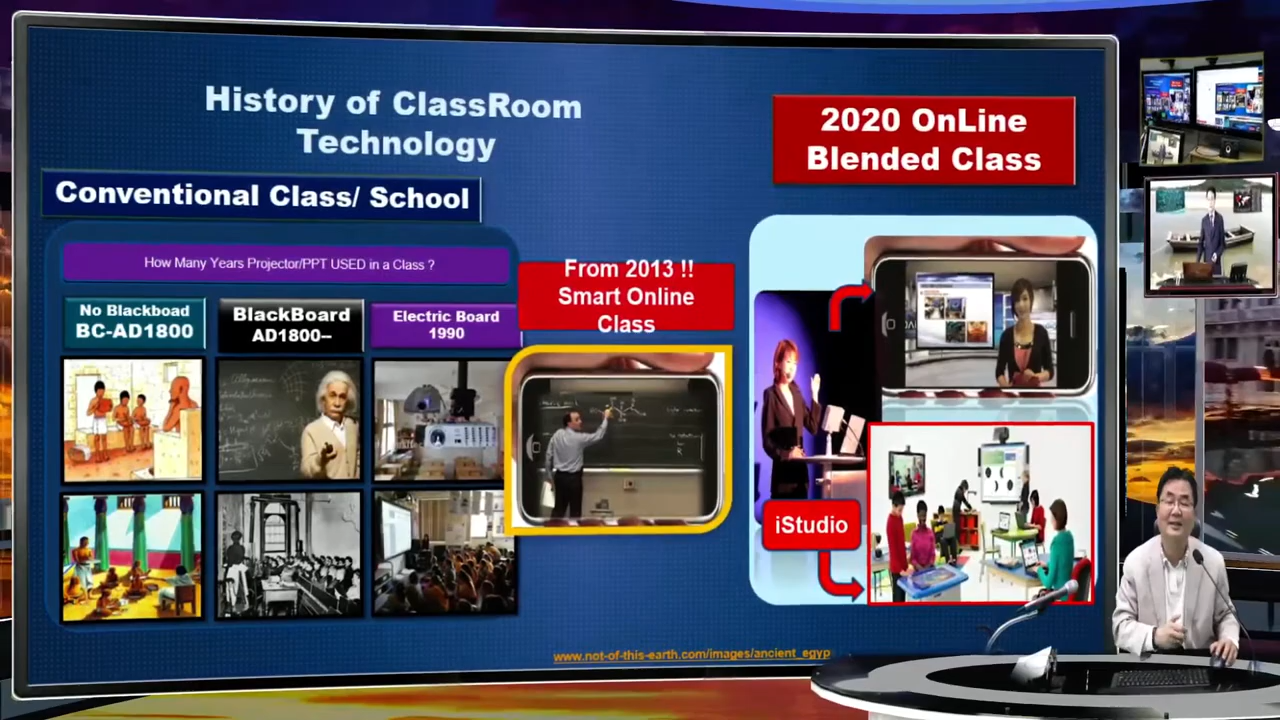 History of ClassRoom
Technology
2020 OnLine
Blended Class
Conventional Class/ School
How Many Years Projector/PPT USED in a Class ?
From 2013 !!
Smart Online
Class
No Blackboad
BC-AD1800
BlackBoard
AD1800--
Electric Board
1990
iStudio
www.not-of-this-earth.com/images/ancient_egyp